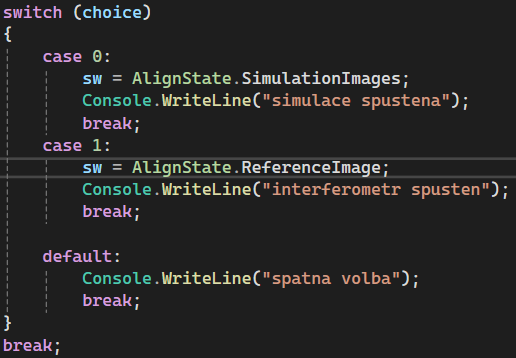 switch (choice)
{
case 0:
sw = AlignState.SimulationImages;
Console.WriteLine("simulace spustena");
break;
case 1:
sw = AlignState.ReferenceImage;
Console.WriteLine("interferometr spusten");
break;
default:
Console.WriteLine("spatna volba");
break;
}
break;